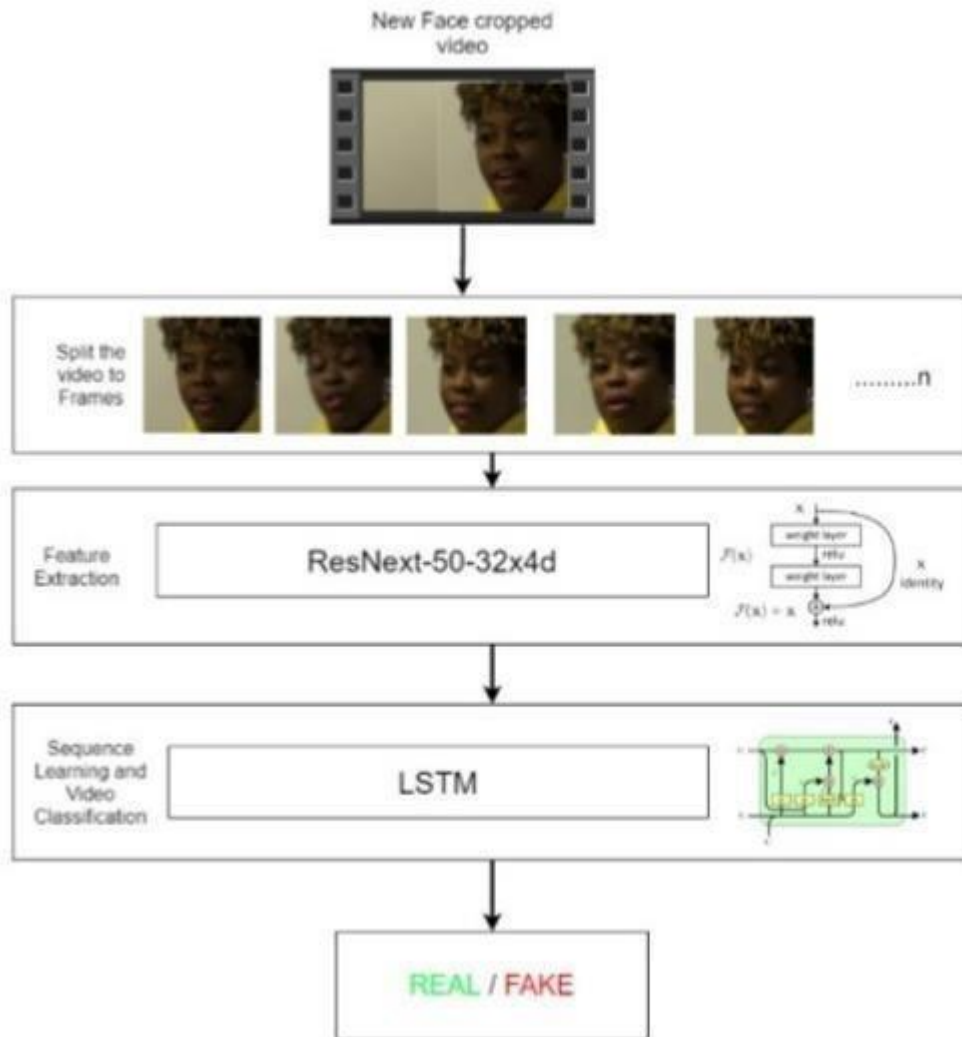 New Face cropped
video
Split the
video to
Frames
.........n
Feature
Extraction
ResNext-50-32x4d
x
weight layer
F(x)
relu
weight layer
x
identity
F(x) + x
relu
Sequence
Learning and
Video
Classification
LSTM
REAL / FAKE